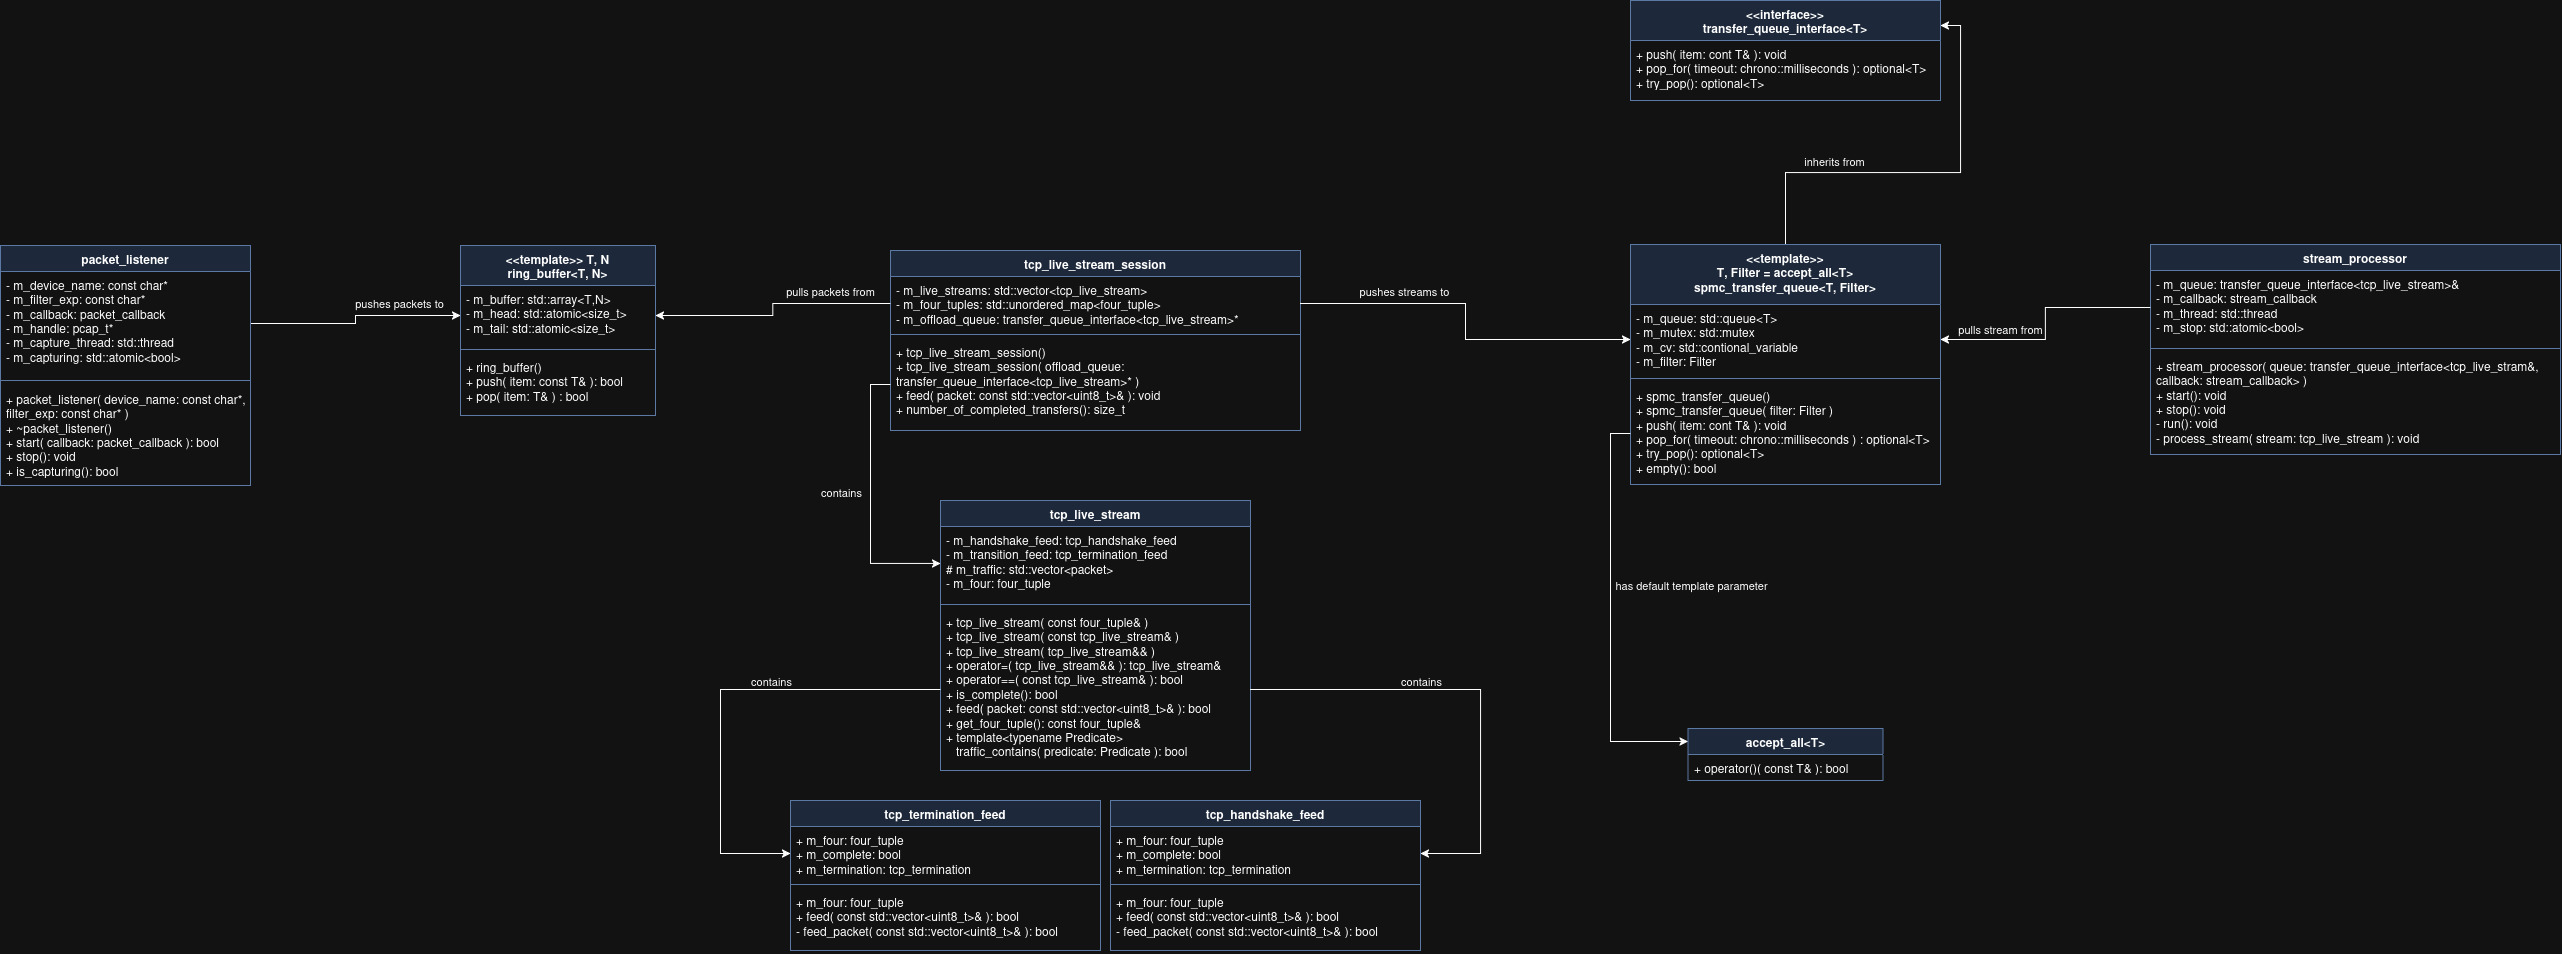 <<interface>>
transfer_queue_interface<T>
+ push( item: cont T& ): void
+ pop_for( timeout: chrono::milliseconds ): optional<T>
+ try_pop(): optional<T>
inherits from
packet_listener
- m_device_name: const char*
- m_filter_exp: const char*
- m_callback: packet_callback
- m_handle: pcap_t*
- m_capture_thread: std::thread
- m_capturing: std::atomic<bool>
+ packet_listener( device_name: const char*,
filter_exp: const char* )
+ ~packet_listener()
+ start( callback: packet_callback ): bool
+ stop(): void
+ is_capturing(): bool
pushes packets to
<<template>> T, N
ring_buffer<T, N>
- m_buffer: std::array<T,N>
- m_head: std::atomic<size_t>
- m_tail: std::atomic<size_t>
+ ring_buffer()
+ push( item: const T& ): bool
+ pop( item: T& ) : bool
pulls packets from
tcp_live_stream_session
- m_live_streams: std::vector<tcp_live_stream>
- m_four_tuples: std::unordered_map<four_tuple>
- m_offload_queue: transfer_queue_interface<tcp_live_stream>*
+ tcp_live_stream_session()
+ tcp_live_stream_session( offload_queue:
transfer_queue_interface<tcp_live_stream>* )
+ feed( packet: const std::vector<uint8_t>& ): void
+ number_of_completed_transfers(): size_t
pushes streams to
<<template>>
T, Filter = accept_all<T>
spmc_transfer_queue<T, Filter>
- m_queue: std::queue<T>
- m_mutex: std::mutex
- m_cv: std::contional_variable
- m_filter: Filter
+ spmc_transfer_queue()
+ spmc_transfer_queue( filter: Filter )
+ push( item: cont T& ): void
+ pop_for( timeout: chrono::milliseconds ) : optional<T>
+ try_pop(): optional<T>
+ empty(): bool
pulls stream from
stream_processor
- m_queue: transfer_queue_interface<tcp_live_stream>&
- m_callback: stream_callback
- m_thread: std::thread
- m_stop: std::atomic<bool>
+ stream_processor( queue: transfer_queue_interface<tcp_live_stram&,
callback: stream_callback> )
+ start(): void
+ stop(): void
- run(): void
- process_stream( stream: tcp_live_stream ): void
contains
tcp_live_stream
- m_handshake_feed: tcp_handshake_feed
- m_transition_feed: tcp_termination_feed
# m_traffic: std::vector<packet>
- m_four: four_tuple
+ tcp_live_stream( const four_tuple& )
+ tcp_live_stream( const tcp_live_stream& )
+ tcp_live_stream( tcp_live_stream&& )
+ operator=( tcp_live_stream&& ): tcp_live_stream&
+ operator==( const tcp_live_stream& ): bool
+ is_complete(): bool
+ feed( packet: const std::vector<uint8_t>& ): bool
+ get_four_tuple(): const four_tuple&
+ template<typename Predicate>
traffic_contains( predicate: Predicate ): bool
has default template parameter
contains
contains
accept_all<T>
+ operator()( const T& ): bool
tcp_termination_feed
+ m_four: four_tuple
+ m_complete: bool
+ m_termination: tcp_termination
+ m_four: four_tuple
+ feed( const std::vector<uint8_t>& ): bool
- feed_packet( const std::vector<uint8_t>& ): bool
tcp_handshake_feed
+ m_four: four_tuple
+ m_complete: bool
+ m_termination: tcp_termination
+ m_four: four_tuple
+ feed( const std::vector<uint8_t>& ): bool
- feed_packet( const std::vector<uint8_t>& ): bool